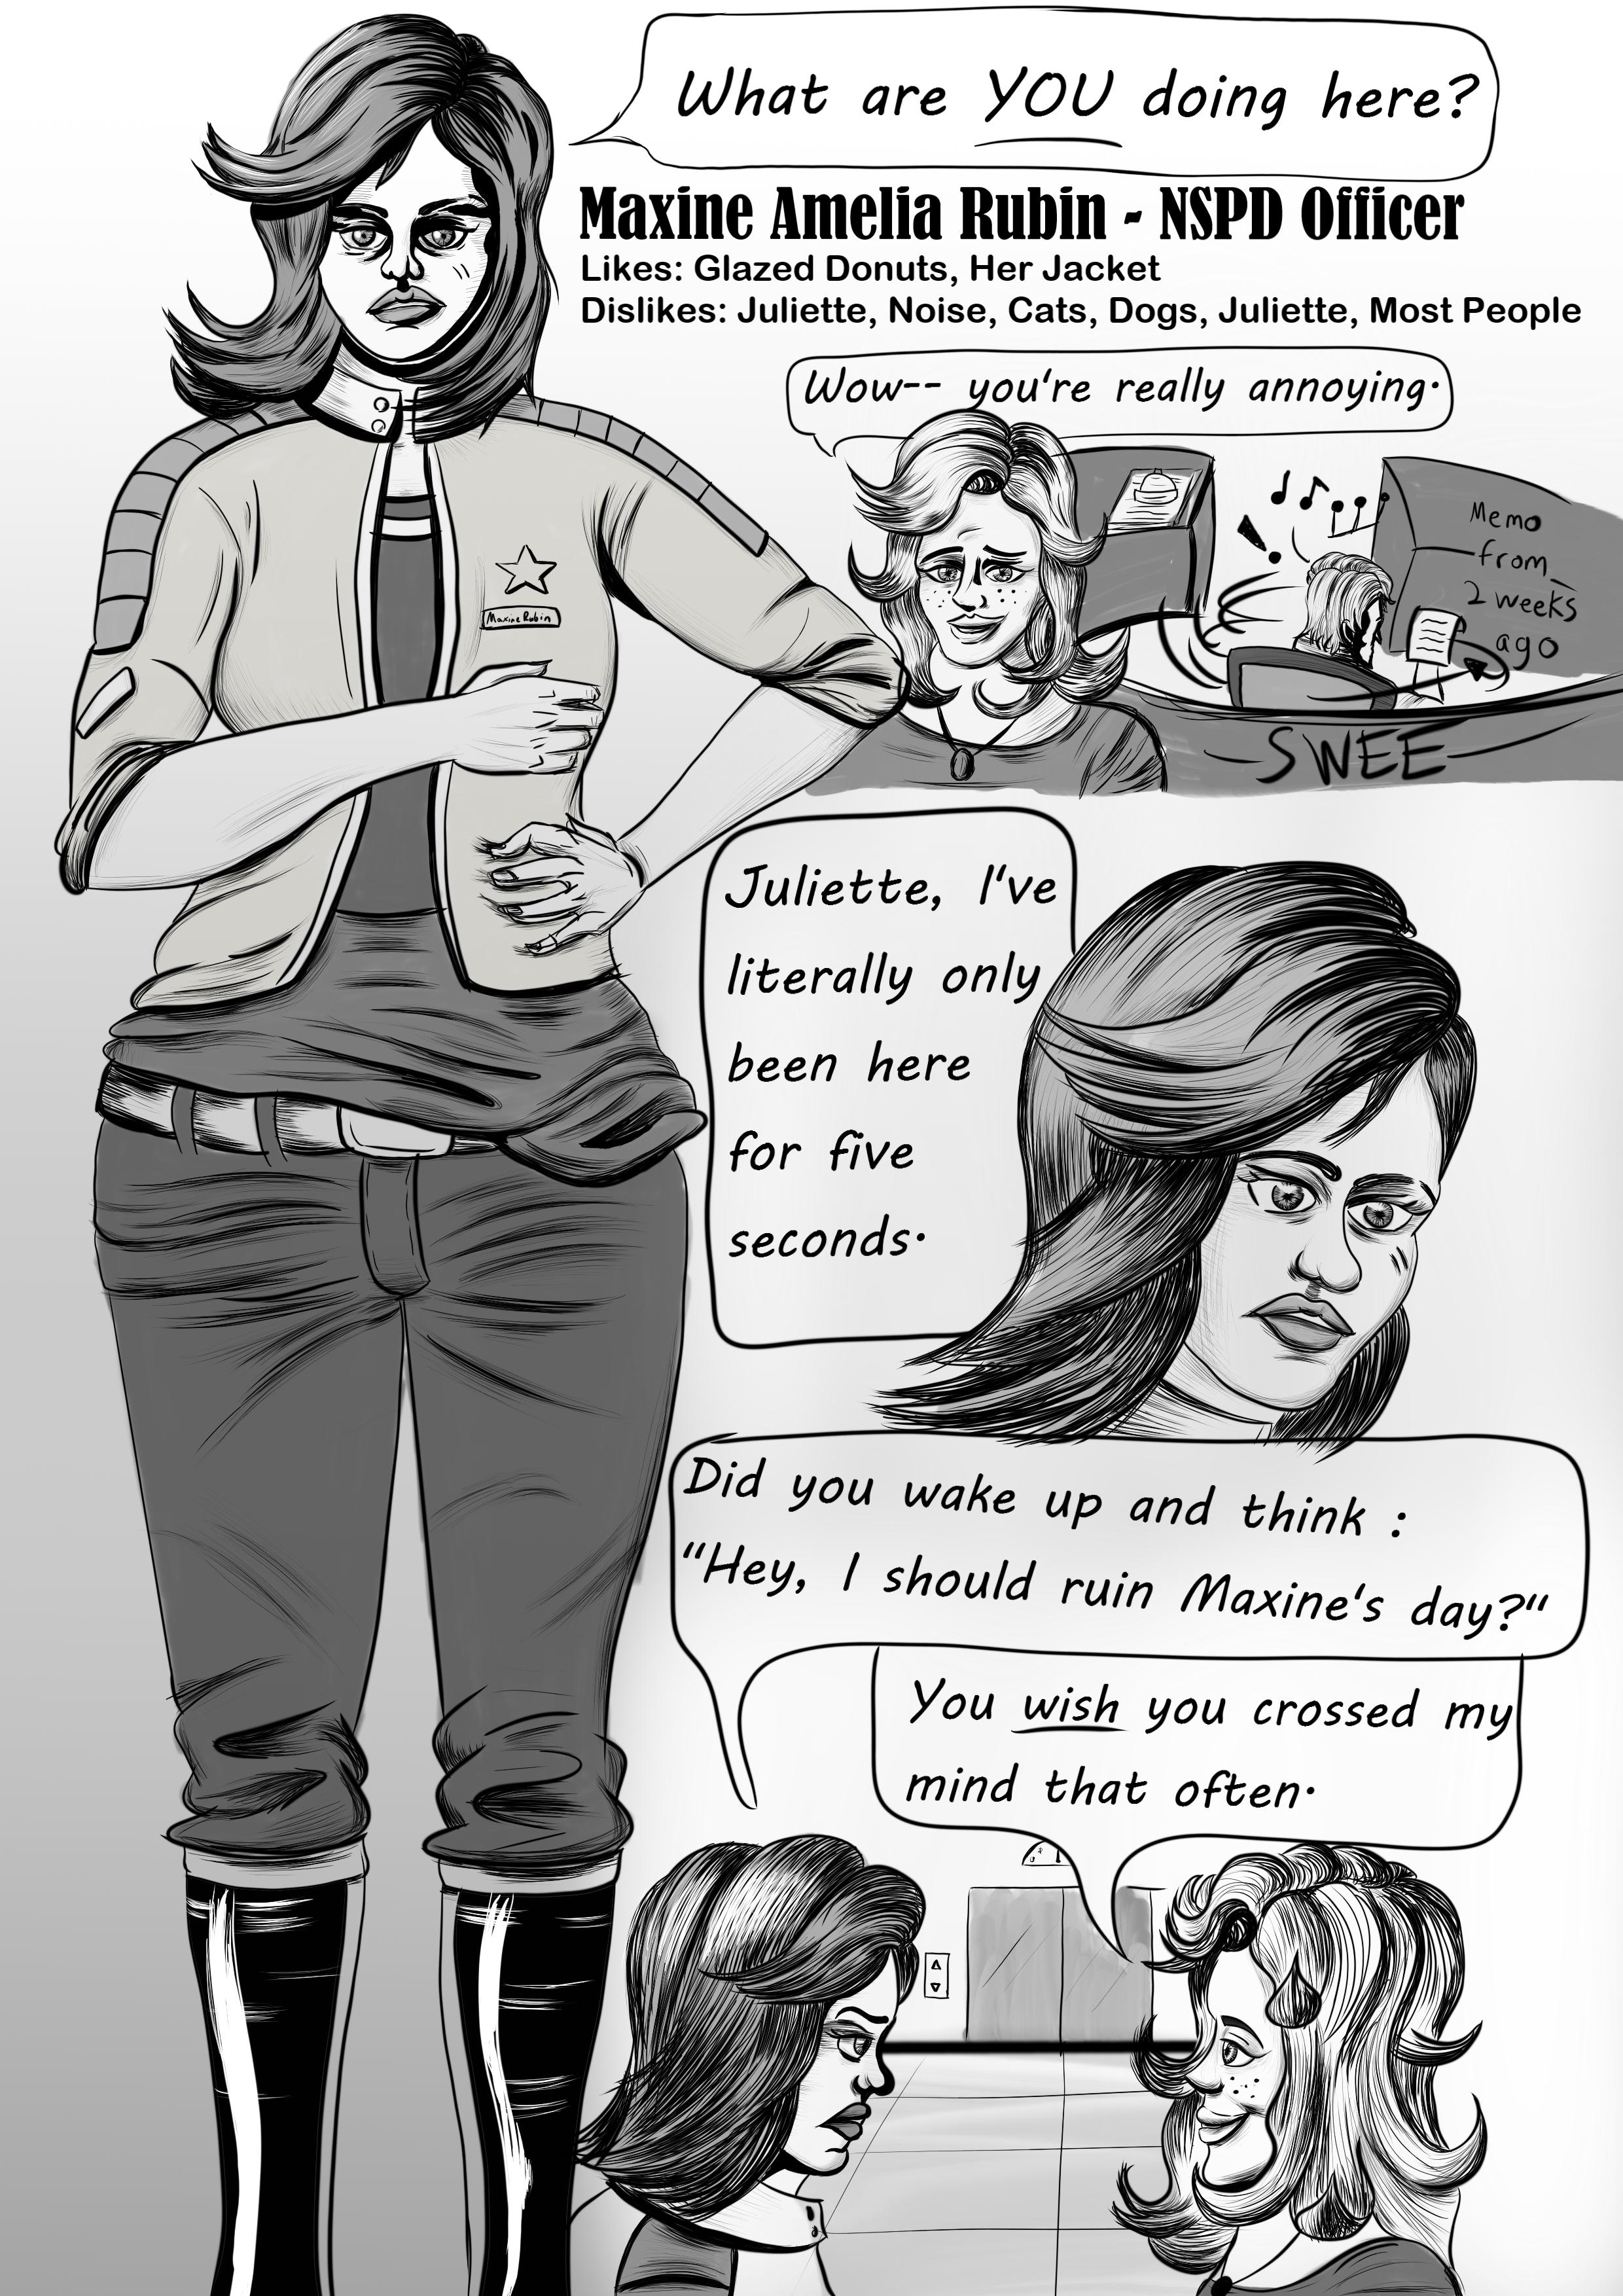 What are YOU doing here?
Maxine Amelia Rubin - NSPD Officer
Likes: Glazed Donuts, Her Jacket
Dislikes: Juliette, Noise, Cats, Dogs, Juliette, Most People
Wow-- you're really annoying.
Maxine Rubin
Memo
from
2 weeks
ago
SWEE
Juliette, I've
literally only
been here
for five
seconds.
Did you wake up and think :
"Hey, I should ruin Maxine's day?"
You wish you crossed my
mind that often.